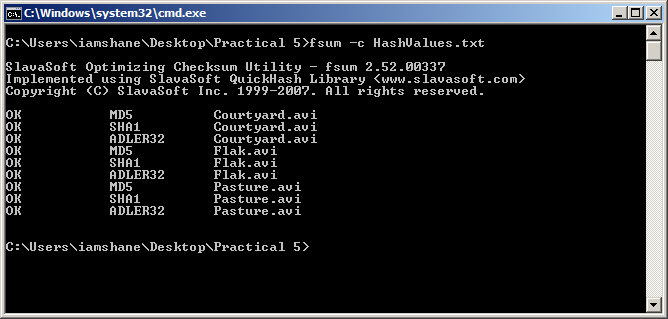 C:\Windows\system32\cmd.exe
C:\Users\iamshane\Desktop\Practical 5>fsum -c HashValues.txt
SlavaSoft Optimizing Checksum Utility - fsum 2.52.00337
Implemented using SlavaSoft QuickHash Library <www.slavasoft.com>
Copyright (C) SlavaSoft Inc. 1999-2007. All rights reserved.
OK MD5 Courtyard.avi
OK SHA1 Courtyard.avi
OK ADLER32 Courtyard.avi
OK MD5 Flak.avi
OK SHA1 Flak.avi
OK ADLER32 Flak.avi
OK MD5 Pasture.avi
OK SHA1 Pasture.avi
OK ADLER32 Pasture.avi
C:\Users\iamshane\Desktop\Practical 5>